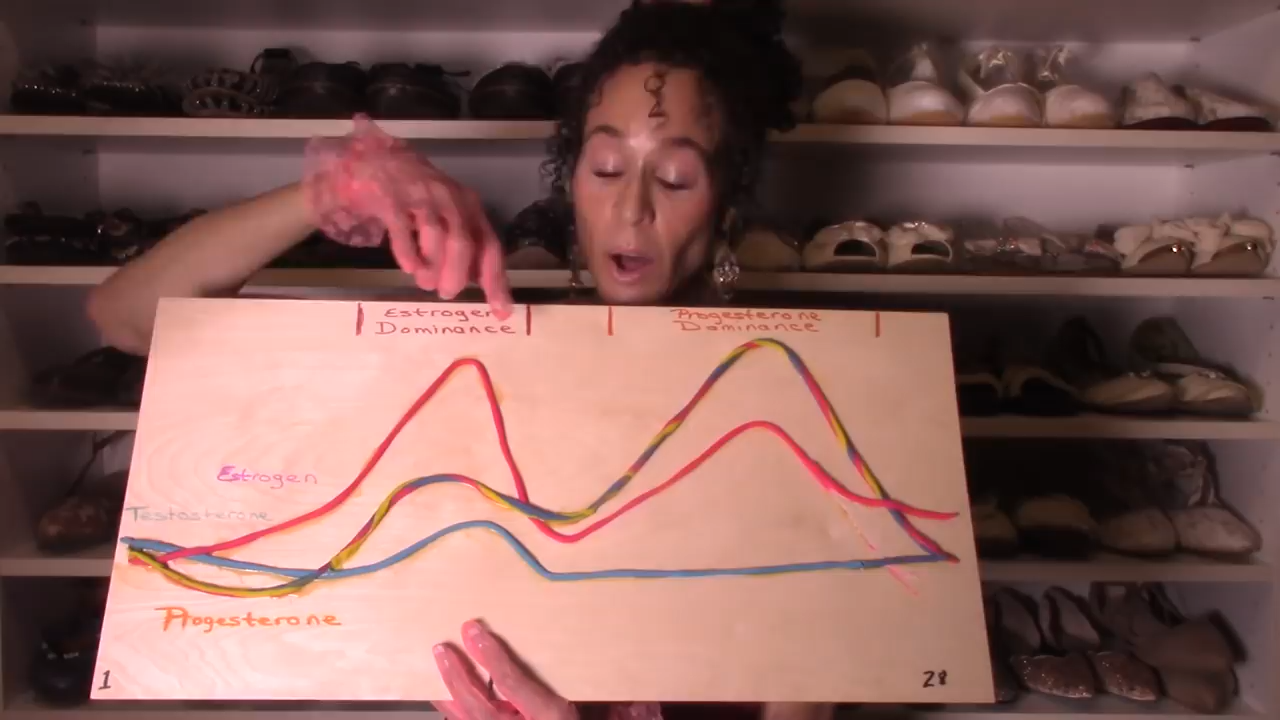 Estrogen
Dominance
Progesterone
Dominance
Estrogen
Testosterone
Progesterone
1
28